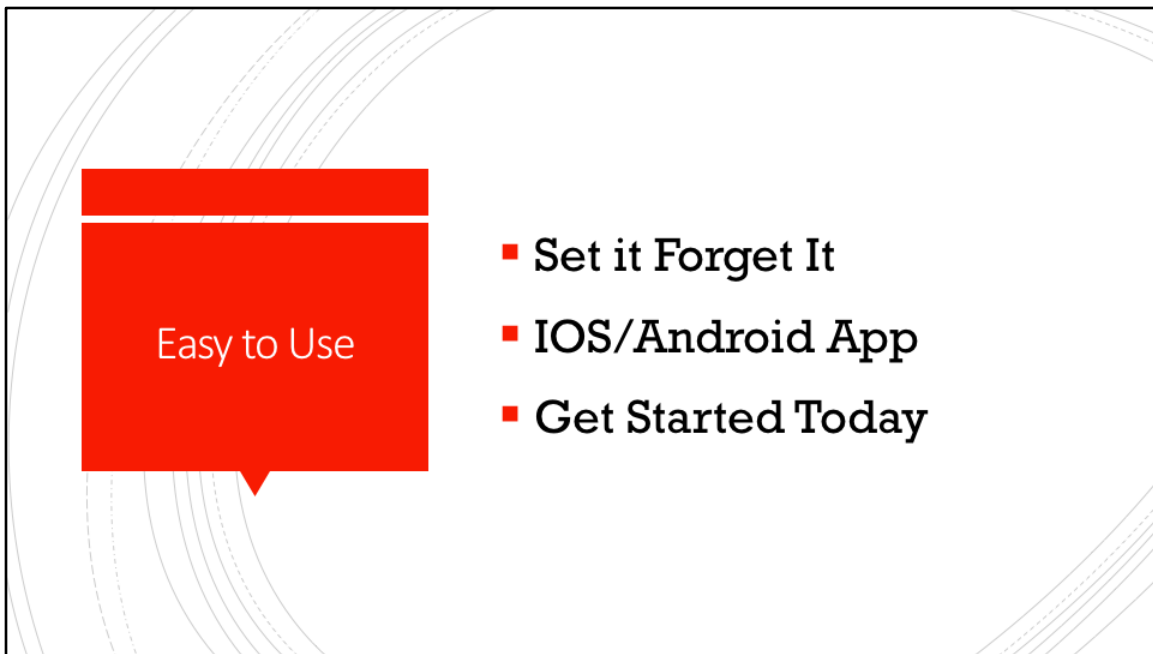 Easy to Use
Set it Forget It
IOS/Android App
Get Started Today